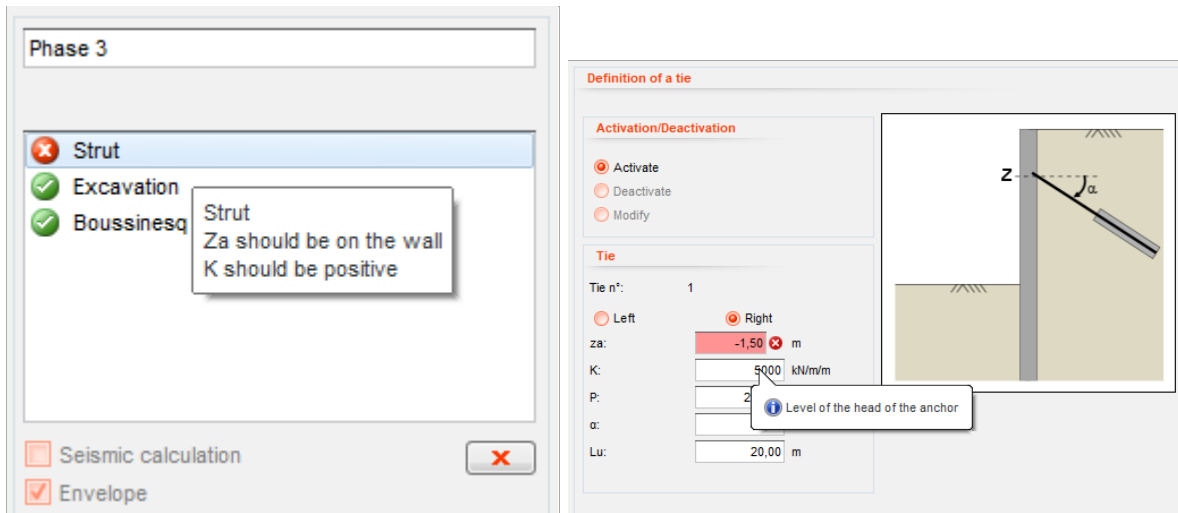 Phase 3
Strut
Excavation
Boussinesq
Strut
Za should be on the wall
K should be positive
Seismic calculation
Envelope
Definition of a tie
Activation/Deactivation
Activate
Deactivate
Modify
Tie
Tie n°: 1
Left Right
za: -1,50 m
K: 5000 kN/m/m
P: 2
Level of the head of the anchor
α:
Lu: 20,00 m
Z
α